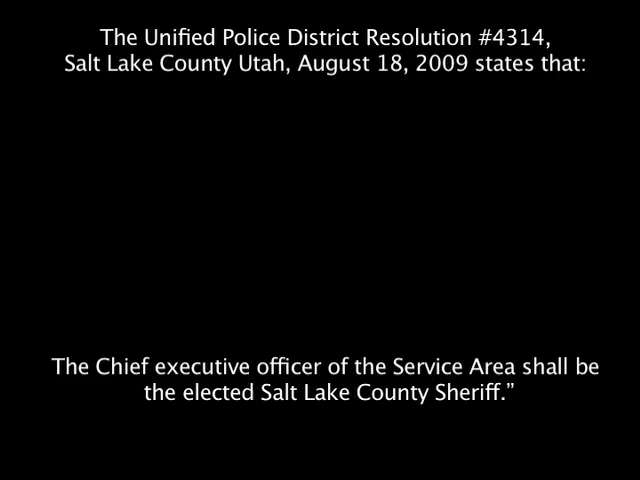 The Unified Police District Resolution #4314,
Salt Lake County Utah, August 18, 2009 states that:
The Chief executive officer of the Service Area shall be
the elected Salt Lake County Sheriff.”